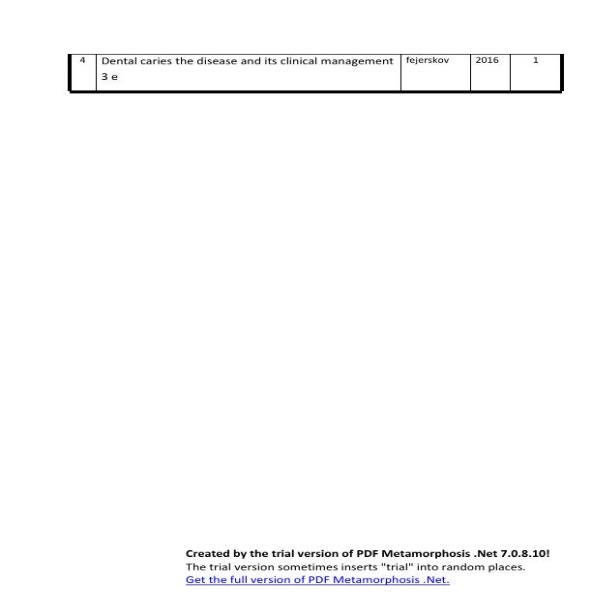 4 Dental caries the disease and its clinical management fejerskov 2016 1
3 e
Created by the trial version of PDF Metamorphosis .Net 7.0.8.10!
The trial version sometimes inserts "trial" into random places.
Get the full version of PDF Metamorphosis .Net.